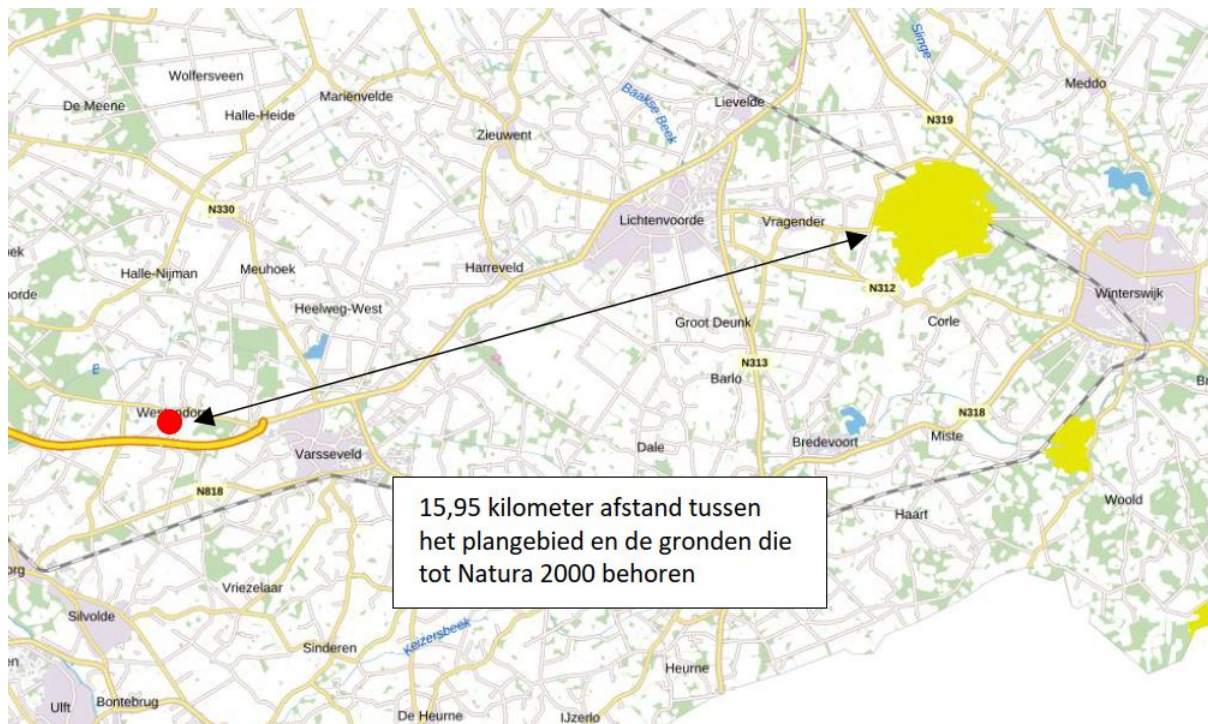 Wolfersveen
De Meene
Halle-Heide
Mariënvelde
Zieuwent
Baakse Beek
Lievelde
Slinge
Meddo
N319
N330
Lichtenvoorde
Vragender
Halle-Nijman
Meuhoek
Harreveld
Heelweg-West
N312
Winterswijk
Groot Deunk
Corle
N313
Barlo
N318
Miste
Bredevoort
Dale
Varsseveld
N818
Woold
Haart
15,95 kilometer afstand tussen
het plangebied en de gronden die
tot Natura 2000 behoren
Vriezelaar
Silvolde
Sinderen
Keizersbeek
Heurne
Ulft
Bontebrug
De Heurne
IJzerlo